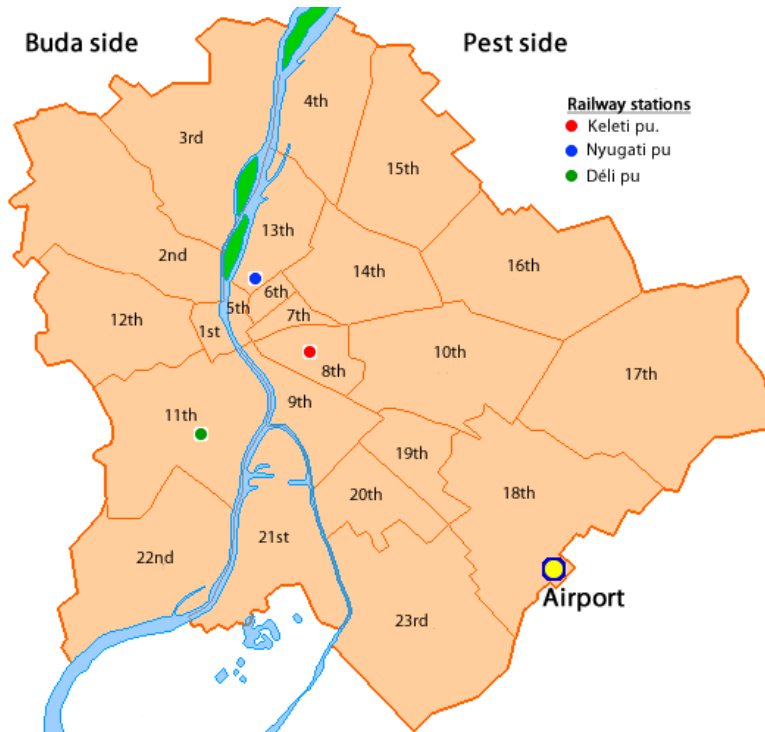 Buda side
Pest side
Railway stations
Keleti pu.
Nyugati pu
Déli pu
4th
3rd
15th
13th
2nd
14th
16th
6th
5th
7th
12th
1st
10th
8th
17th
9th
11th
19th
20th
18th
21st
22nd
Airport
23rd